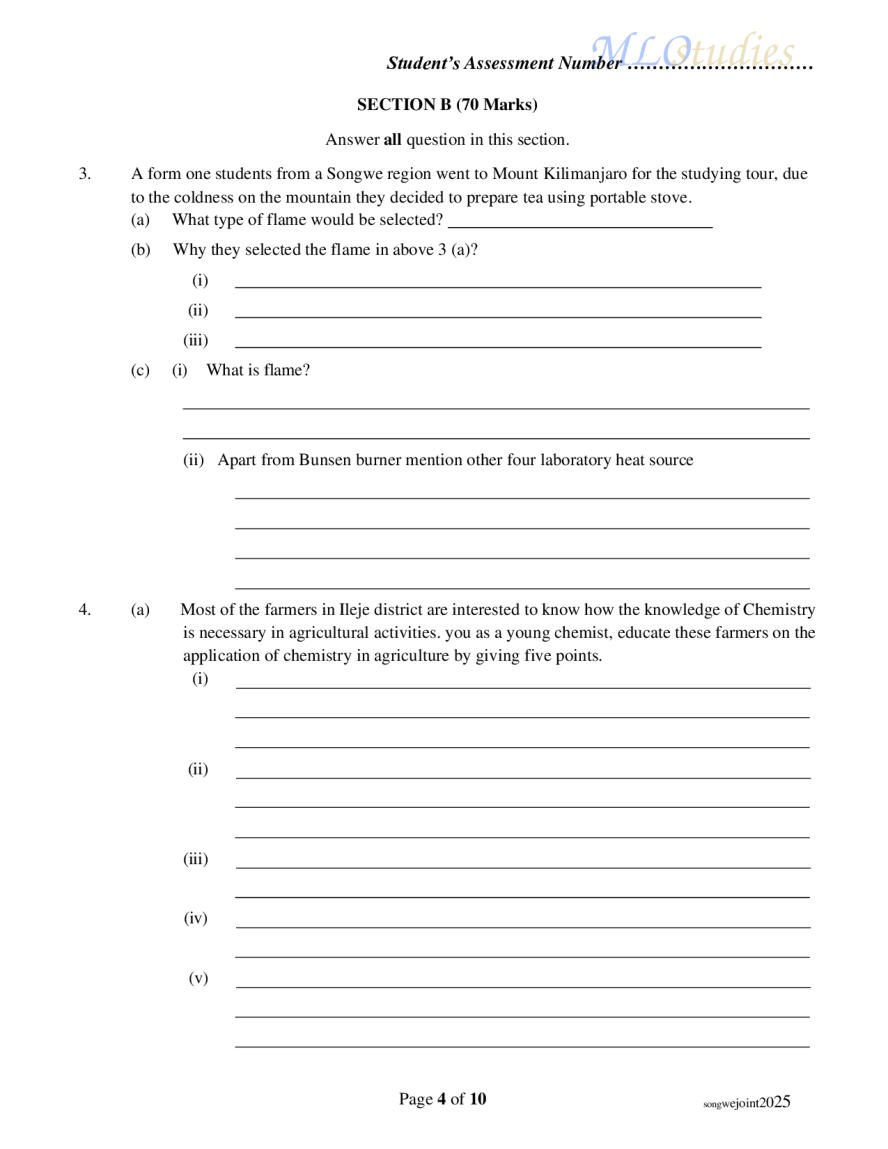 MLOstudies
Student's Assessment Number ..............................
SECTION B (70 Marks)
Answer all question in this section.
3. A form one students from a Songwe region went to Mount Kilimanjaro for the studying tour, due
to the coldness on the mountain they decided to prepare tea using portable stove.
(a) What type of flame would be selected?
(b) Why they selected the flame in above 3 (a)?
(i)
(ii)
(iii)
(c) (i) What is flame?
(ii) Apart from Bunsen burner mention other four laboratory heat source
4. (a) Most of the farmers in Ileje district are interested to know how the knowledge of Chemistry
is necessary in agricultural activities. you as a young chemist, educate these farmers on the
application of chemistry in agriculture by giving five points.
(i)
(ii)
(iii)
(iv)
(v)
Page 4 of 10
songwejoint2025